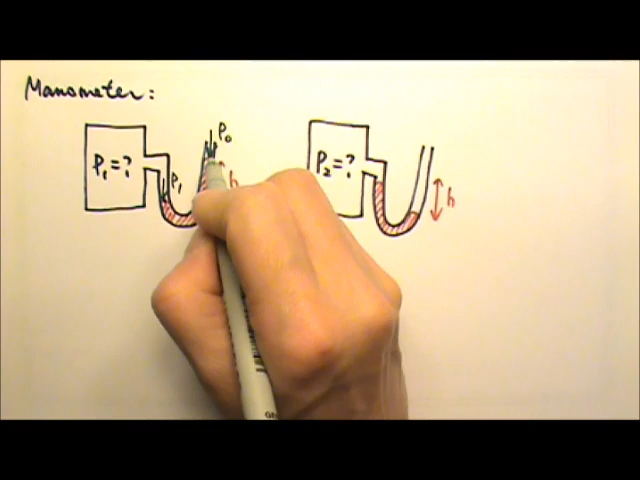 Manometer:
P₀
P₁=?
P₁
h
P₂=?
h